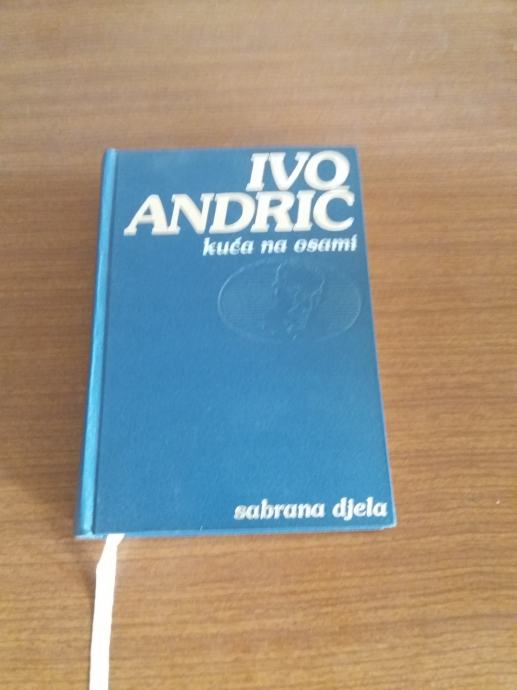 IVO
ANDRIĆ
kuća na osami
sabrana djela